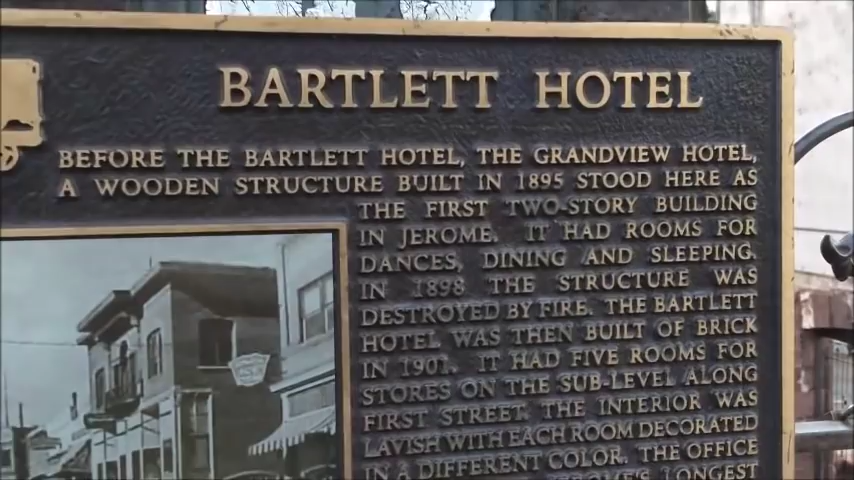 BARTLETT HOTEL
BEFORE THE BARTLETT HOTEL, THE GRANDVIEW HOTEL,
A WOODEN STRUCTURE BUILT IN 1895 STOOD HERE AS
THE FIRST TWO-STORY BUILDING
IN JEROME. IT HAD ROOMS FOR
DANCES, DINING AND SLEEPING.
IN 1898 THE STRUCTURE WAS
DESTROYED BY FIRE. THE BARTLETT
HOTEL WAS THEN BUILT OF BRICK
IN 1901. IT HAD FIVE ROOMS FOR
STORES ON THE SUB-LEVEL ALONG
FIRST STREET. THE INTERIOR WAS
LAVISH WITH EACH ROOM DECORATED
IN A DIFFERENT COLOR. THE OFFICE
LONGEST